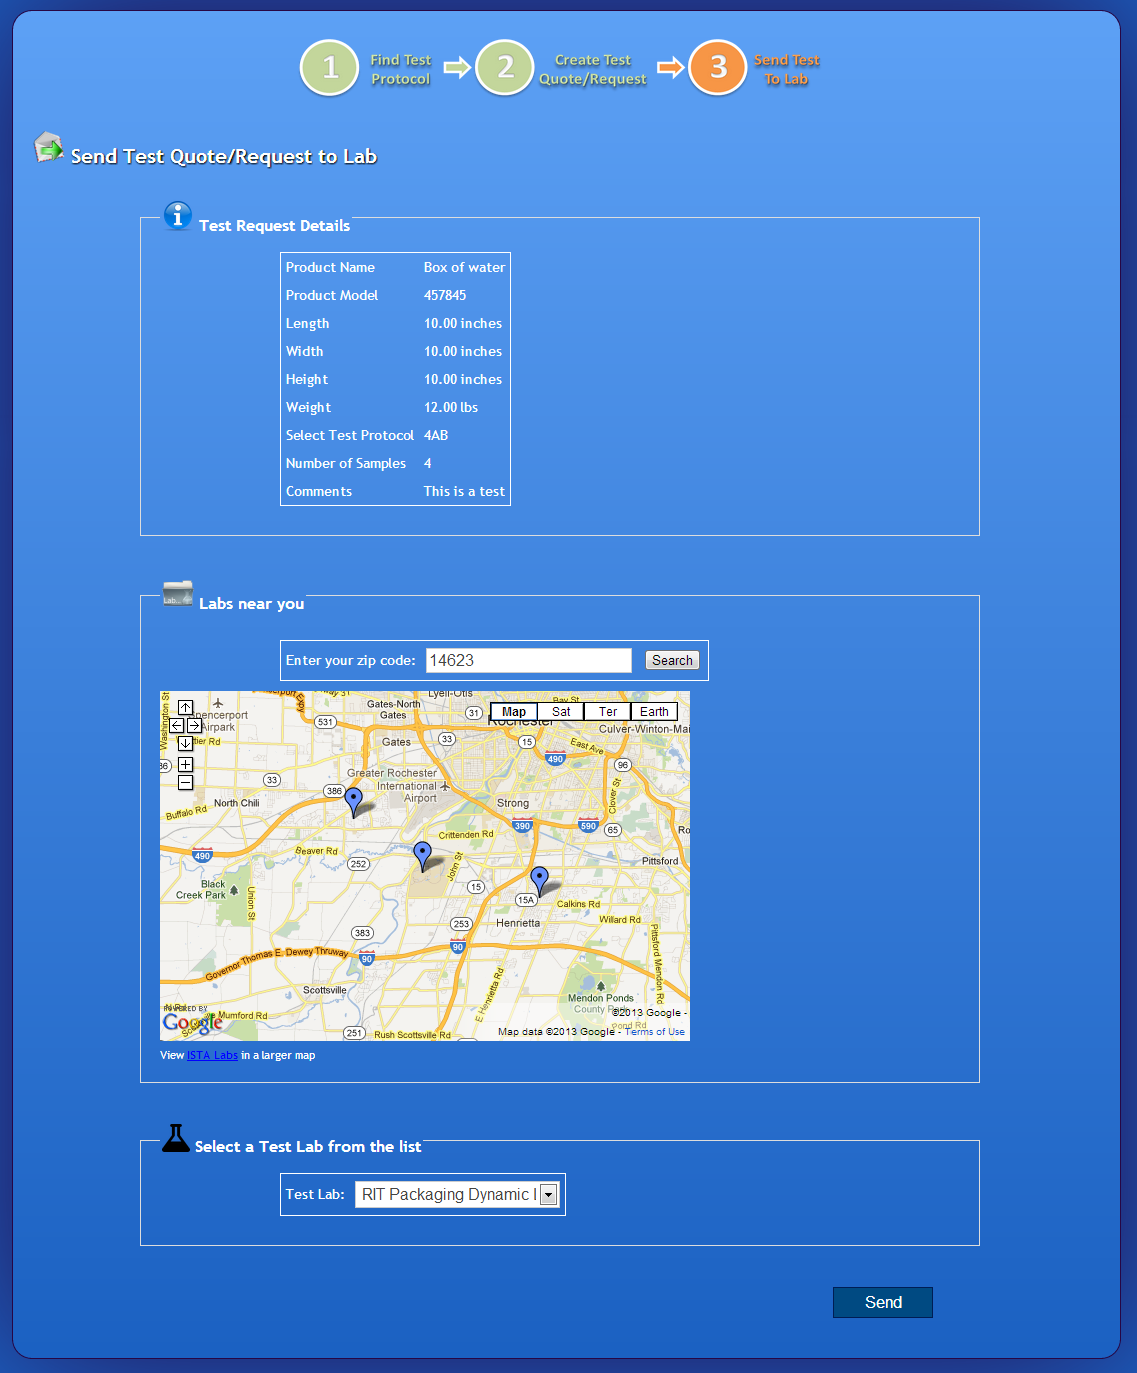 1 Find Test Protocol
2 Create Test Quote/Request
3 Send Test To Lab
Send Test Quote/Request to Lab
Test Request Details
Product Name Box of water
Product Model 457845
Length 10.00 inches
Width 10.00 inches
Height 10.00 inches
Weight 12.00 lbs
Select Test Protocol 4AB
Number of Samples 4
Comments This is a test
Lab...
Labs near you
Enter your zip code: 14623 Search
Map Sat Ter Earth
Lyell-Otis
Gates-North Gates
31
531
Washington St
Spencerport Airpark
Expy
Rochester
Culver-Winton-Mai
Gates
33
15
East Ave
490
96
33
Greater Rochester International Airport
386
Clover St
North Chili
Strong
Buffalo Rd
390
590
65
Crittenden Rd
Beaver Rd
490
252
John St
Pittsford
Black Creek Park
Union St
15
15A
Calkins Rd
Henrietta
Willard Rd
253
383
90
90
Governor Thomas E. Dewey Thruway
Pittsford Mendon Rd
Scottsville
E Henrietta Rd
Mendon Ponds County Park
POWERED BY
Google
e Mumford Rd
251
Rush Scottsville Rd
©2013 Google -
Map data ©2013 Google - Terms of Use
View ISTA Labs in a larger map
Select a Test Lab from the list
Test Lab: RIT Packaging Dynamic
Send